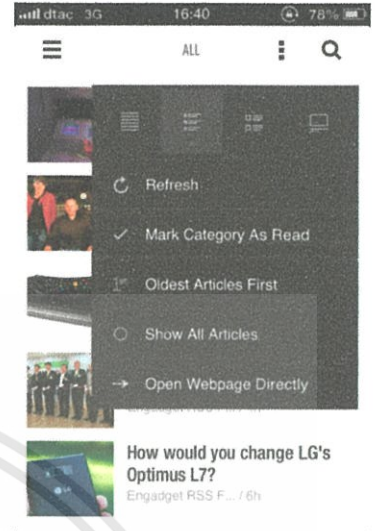 dtac 3G 16:40 78%
ALL
Refresh
Mark Category As Read
1st Oldest Articles First
Show All Articles
Open Webpage Directly
How would you change LG's
Optimus L7?
Engadget RSS F... / 6h